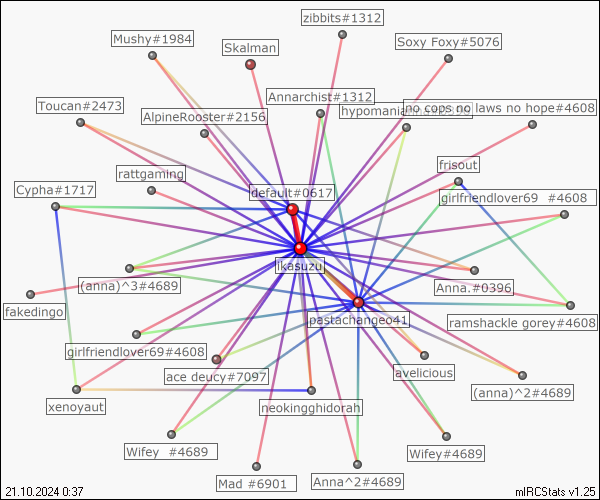 zibbits#1312
Mushy#1984
Soxy Foxy#5076
Skalman
Annarchist#1312
Toucan#2473
no cops no laws no hope#4608
AlpineRooster#2156
frisout
rattgaming
Cypha#1717
default#0617
girlfriendlover69 #4608
lkasuzu
(anna)^3#4689
Anna.#0396
fakedingo
pastachangeo41
ramshackle gorey#4608
girlfriendlover69#4608
avelicious
ace deucy#7097
(anna)^2#4689
xenoyaut
neokingghidorah
Wifey #4689
Wifey#4689
Mad #6901
Anna^2#4689
21.10.2024 0:37
mIRCStats v1.25